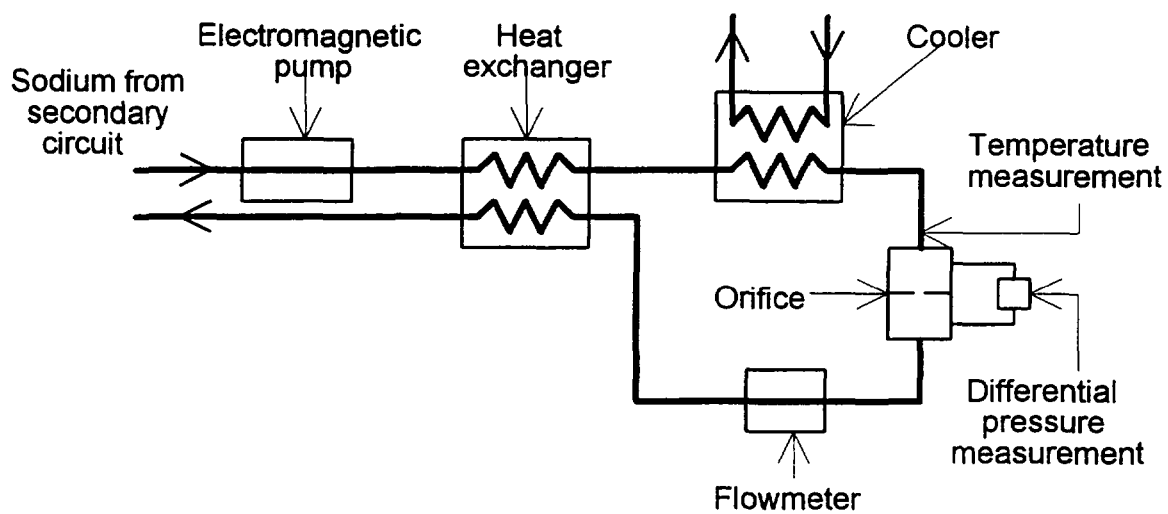 Electromagnetic
pump
Heat
exchanger
Cooler
Sodium from
secondary
circuit
Temperature
measurement
Orifice
Differential
pressure
measurement
Flowmeter